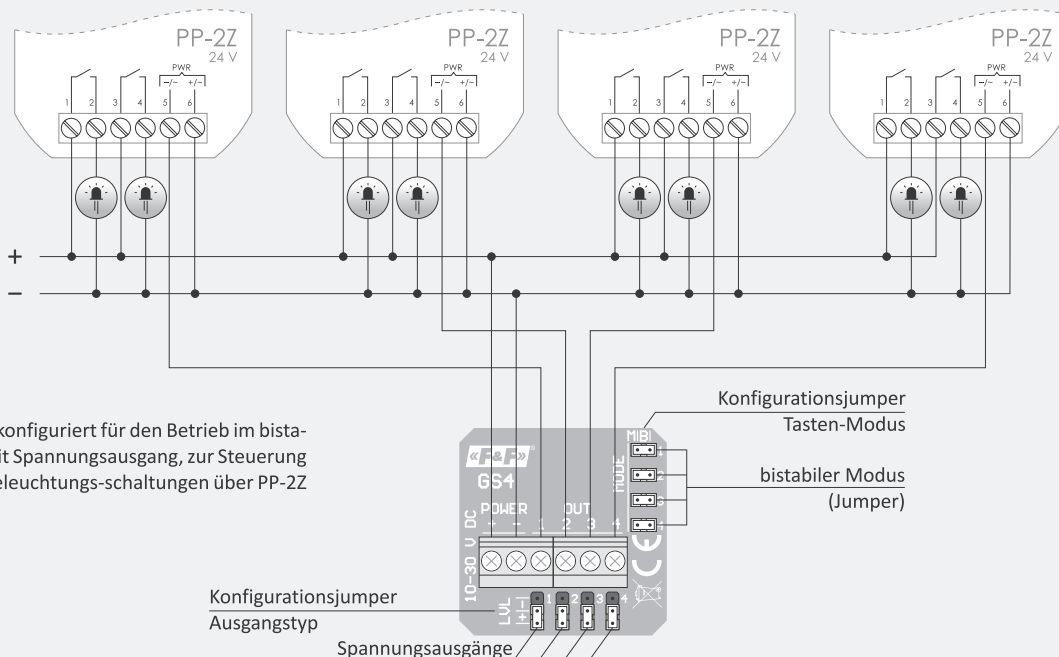 PP-2Z PP-2Z PP-2Z PP-2Z
24 V 24 V 24 V 24 V
PWR PWR PWR PWR
−/~ +/~ −/~ +/~ −/~ +/~ −/~ +/~
1 2 3 4 5 6 1 2 3 4 5 6 1 2 3 4 5 6 1 2 3 4 5 6
+
−
konfiguriert für den Betrieb im bista-
it Spannungsausgang, zur Steuerung
eleuchtungs-schaltungen über PP-2Z
Konfigurationsjumper
Tasten-Modus
bistabiler Modus
(Jumper)
«F&F»®
GS4
MIBI
MODE
1
2
3
4
POWER OUT
+ − 1 2 3 4
10-30 V DC
CE
LVL
+ −
1 2 3 4
Konfigurationsjumper
Ausgangstyp
Spannungsausgänge